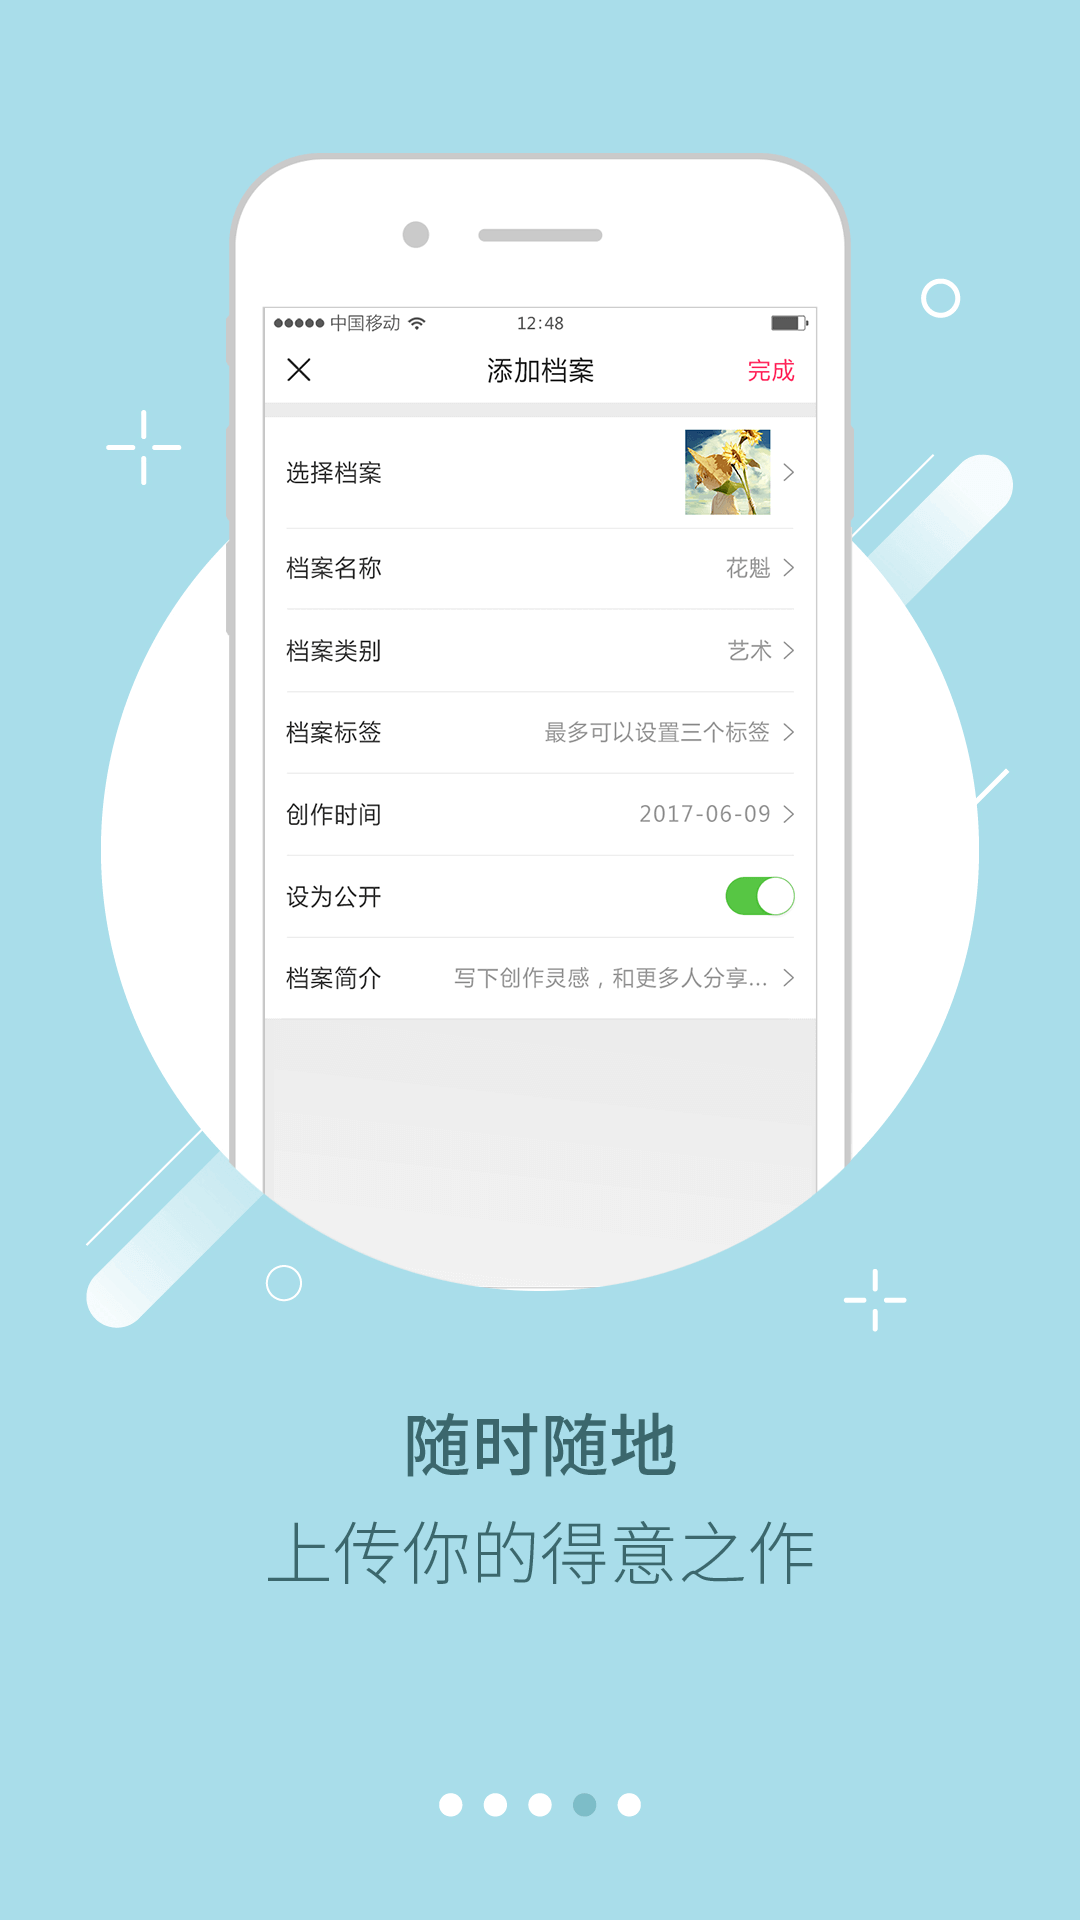 中国移动 12:48
添加档案 完成
选择档案
档案名称 花魁
档案类别 艺术
档案标签 最多可以设置三个标签
创作时间 2017-06-09
设为公开
档案简介 写下创作灵感，和更多人分享...
随时随地
上传你的得意之作